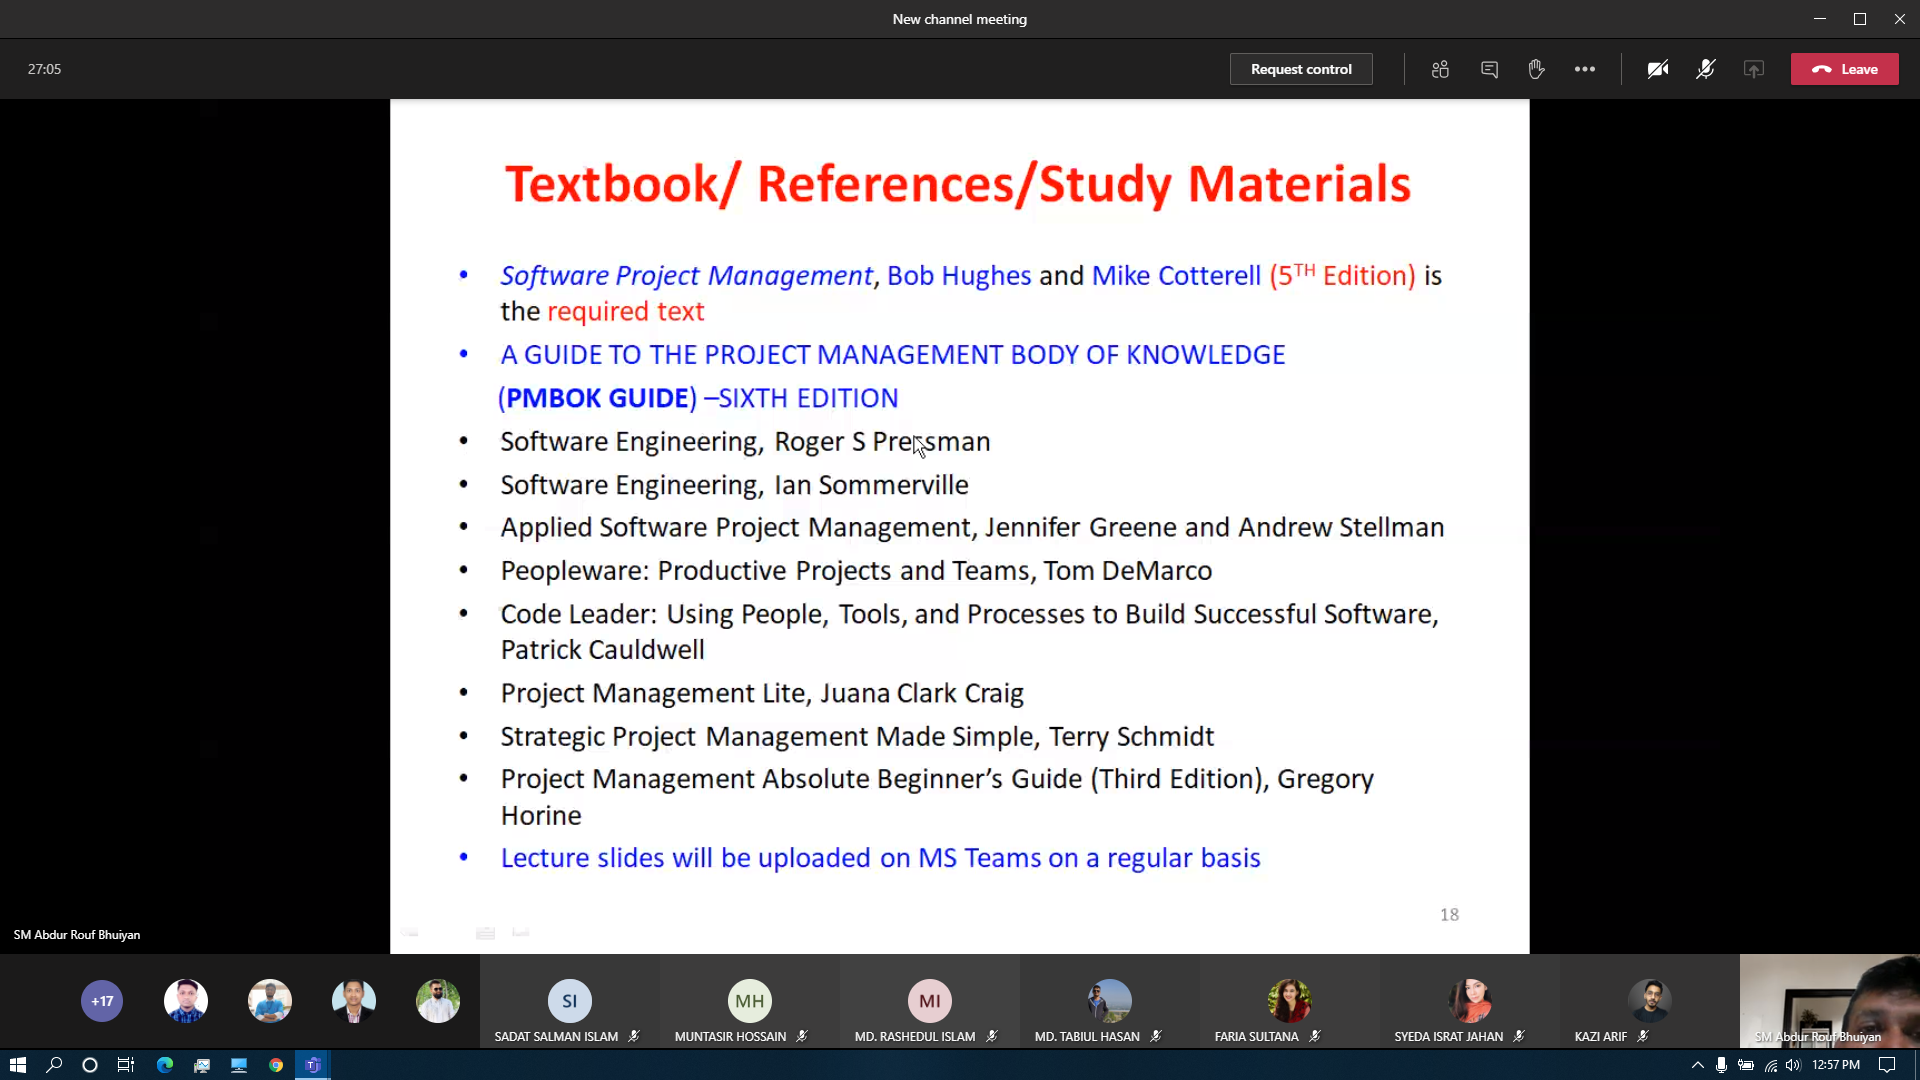 New channel meeting
27:05
Request control
Leave
Textbook/ References/Study Materials
• Software Project Management, Bob Hughes and Mike Cotterell (5TH Edition) is
the required text
• A GUIDE TO THE PROJECT MANAGEMENT BODY OF KNOWLEDGE
(PMBOK GUIDE) –SIXTH EDITION
• Software Engineering, Roger S Pressman
• Software Engineering, Ian Sommerville
• Applied Software Project Management, Jennifer Greene and Andrew Stellman
• Peopleware: Productive Projects and Teams, Tom DeMarco
• Code Leader: Using People, Tools, and Processes to Build Successful Software,
Patrick Cauldwell
• Project Management Lite, Juana Clark Craig
• Strategic Project Management Made Simple, Terry Schmidt
• Project Management Absolute Beginner’s Guide (Third Edition), Gregory
Horine
• Lecture slides will be uploaded on MS Teams on a regular basis
18
SM Abdur Rouf Bhuiyan
+17
SI
MH
MI
SADAT SALMAN ISLAM
MUNTASIR HOSSAIN
MD. RASHEDUL ISLAM
MD. TABIUL HASAN
FARIA SULTANA
SYEDA ISRAT JAHAN
KAZI ARIF
SM Abdur Rouf Bhuiyan
12:57 PM